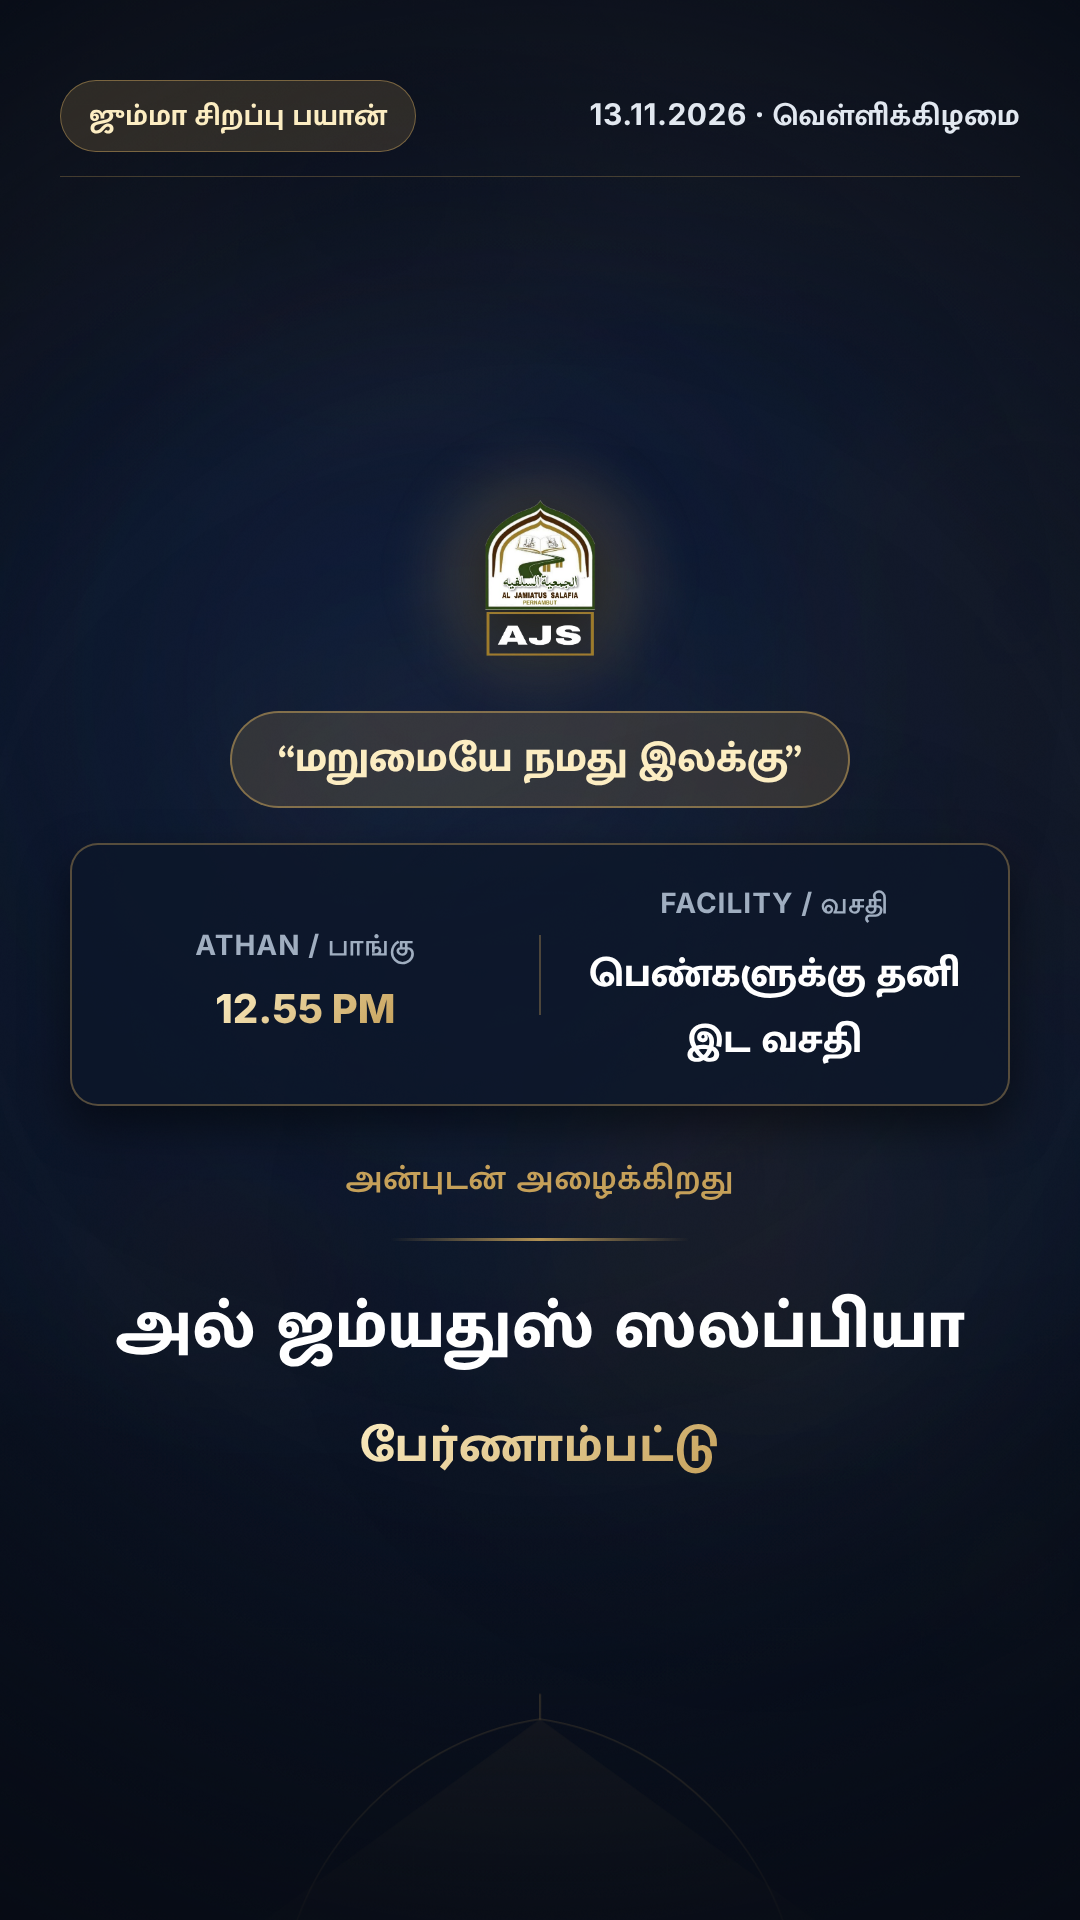 ஜும்மா சிறப்பு பயான்
13.11.2026 · வெள்ளிக்கிழமை
الجمعية السلفية
AL JAMIATUS SALAFIA
PERNAMBUT
AJS
“மறுமையே நமது இலக்கு”
ATHAN / பாங்கு
12.55 PM
FACILITY / வசதி
பெண்களுக்கு தனி
இட வசதி
அன்புடன் அழைக்கிறது
அல் ஜம்யதுஸ் ஸலப்பியா
பேர்ணாம்பட்டு